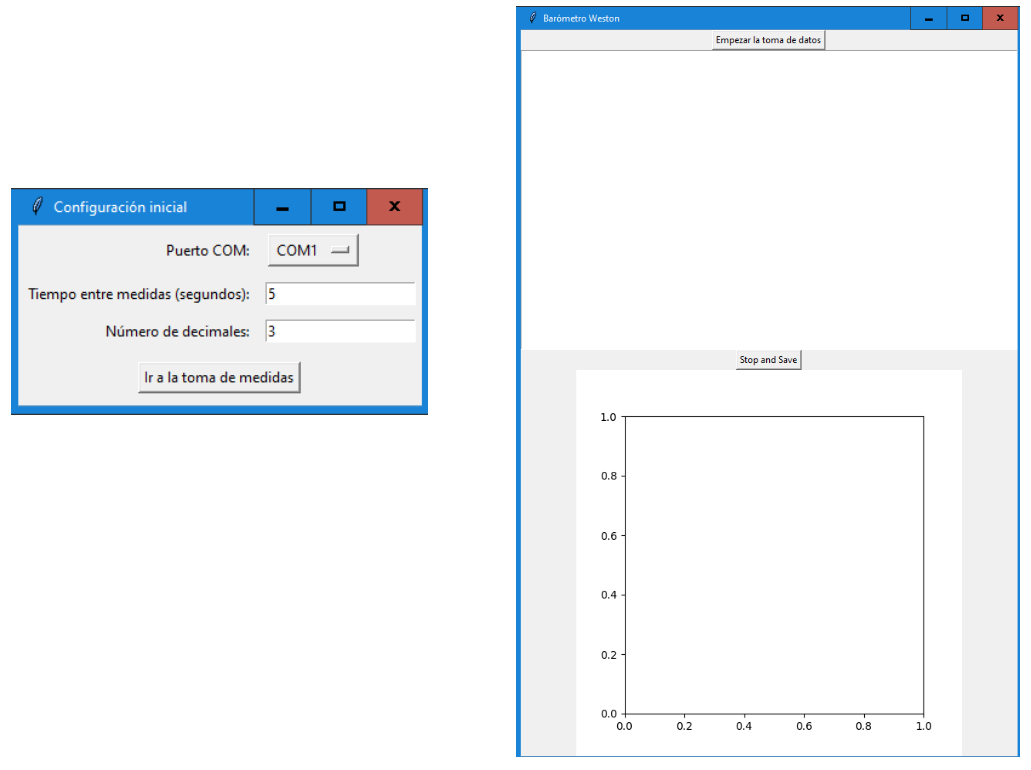 Configuración inicial
Puerto COM: COM1
Tiempo entre medidas (segundos): 5
Número de decimales: 3
Ir a la toma de medidas
Barómetro Weston
Empezar la toma de datos
Stop and Save
1.0
0.8
0.6
0.4
0.2
0.0
0.0 0.2 0.4 0.6 0.8 1.0